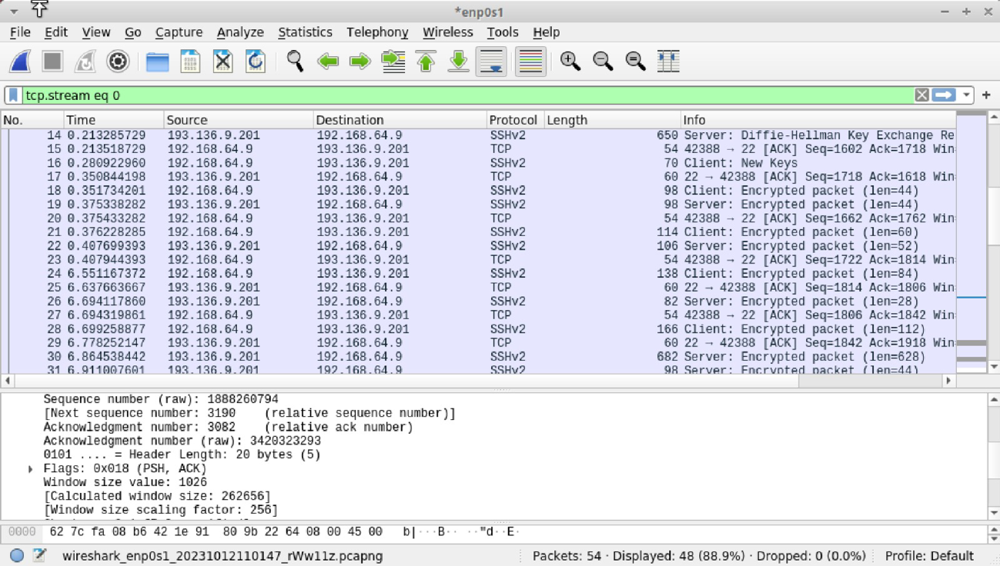 *enp0s1
File Edit View Go Capture Analyze Statistics Telephony Wireless Tools Help
tcp.stream eq 0
No. Time Source Destination Protocol Length Info
14 0.213285729 193.136.9.201 192.168.64.9 SSHv2 650 Server: Diffie-Hellman Key Exchange Re
15 0.213518729 192.168.64.9 193.136.9.201 TCP 54 42388 → 22 [ACK] Seq=1602 Ack=1718 Win
16 0.280922960 192.168.64.9 193.136.9.201 SSHv2 70 Client: New Keys
17 0.350844198 193.136.9.201 192.168.64.9 TCP 60 22 → 42388 [ACK] Seq=1718 Ack=1618 Win
18 0.351734201 192.168.64.9 193.136.9.201 SSHv2 98 Client: Encrypted packet (len=44)
19 0.375338282 193.136.9.201 192.168.64.9 SSHv2 98 Server: Encrypted packet (len=44)
20 0.375433282 192.168.64.9 193.136.9.201 TCP 54 42388 → 22 [ACK] Seq=1662 Ack=1762 Win
21 0.376228285 192.168.64.9 193.136.9.201 SSHv2 114 Client: Encrypted packet (len=60)
22 0.407699393 193.136.9.201 192.168.64.9 SSHv2 106 Server: Encrypted packet (len=52)
23 0.407944393 192.168.64.9 193.136.9.201 TCP 54 42388 → 22 [ACK] Seq=1722 Ack=1814 Win
24 6.551167372 192.168.64.9 193.136.9.201 SSHv2 138 Client: Encrypted packet (len=84)
25 6.637663667 193.136.9.201 192.168.64.9 TCP 60 22 → 42388 [ACK] Seq=1814 Ack=1806 Win
26 6.694117860 193.136.9.201 192.168.64.9 SSHv2 82 Server: Encrypted packet (len=28)
27 6.694319861 192.168.64.9 193.136.9.201 TCP 54 42388 → 22 [ACK] Seq=1806 Ack=1842 Win
28 6.699258877 192.168.64.9 193.136.9.201 SSHv2 166 Client: Encrypted packet (len=112)
29 6.778252147 193.136.9.201 192.168.64.9 TCP 60 22 → 42388 [ACK] Seq=1842 Ack=1918 Win
30 6.864538442 193.136.9.201 192.168.64.9 SSHv2 682 Server: Encrypted packet (len=628)
31 6.911007601 193.136.9.201 192.168.64.9 SSHv2 98 Server: Encrypted packet (len=44)
Sequence number (raw): 1888260794
[Next sequence number: 3190 (relative sequence number)]
Acknowledgment number: 3082 (relative ack number)
Acknowledgment number (raw): 3420323293
0101 .... = Header Length: 20 bytes (5)
Flags: 0x018 (PSH, ACK)
Window size value: 1026
[Calculated window size: 262656]
[Window size scaling factor: 256]
0000 62 7c fa 08 b6 42 1e 91 80 9b 22 64 08 00 45 00 b|···B·· ··"d··E·
wireshark_enp0s1_20231012110147_rWw11z.pcapng Packets: 54 · Displayed: 48 (88.9%) · Dropped: 0 (0.0%) Profile: Default